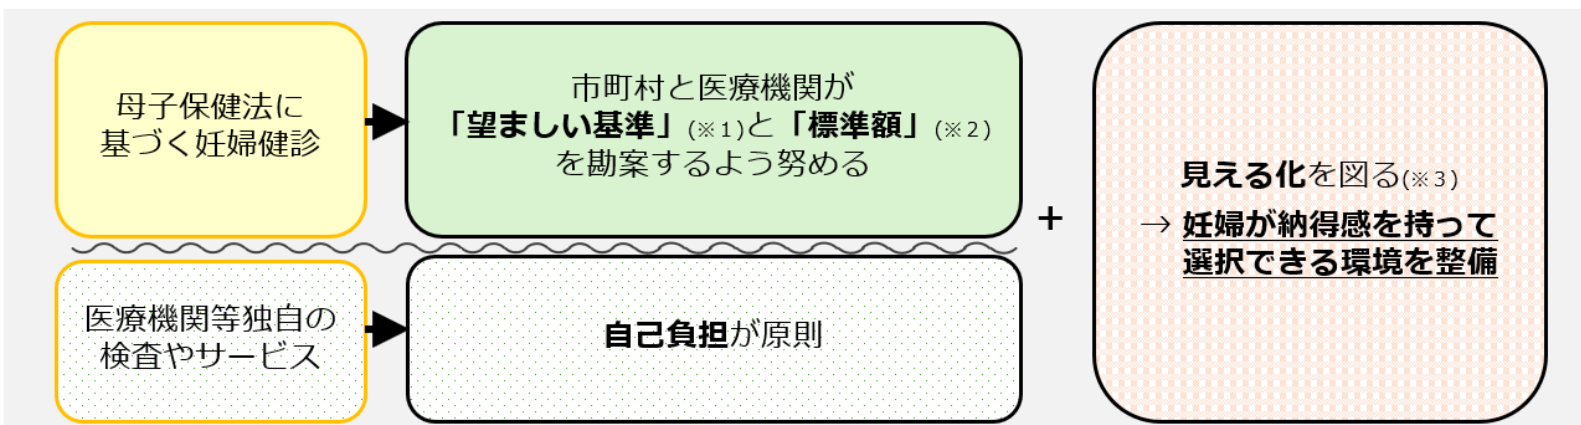 母子保健法に
基づく妊婦健診
市町村と医療機関が
「望ましい基準」(※1)と「標準額」(※2)
を勘案するよう努める
医療機関等独自の
検査やサービス
自己負担が原則
+
見える化を図る(※3)
→ 妊婦が納得感を持って
選択できる環境を整備